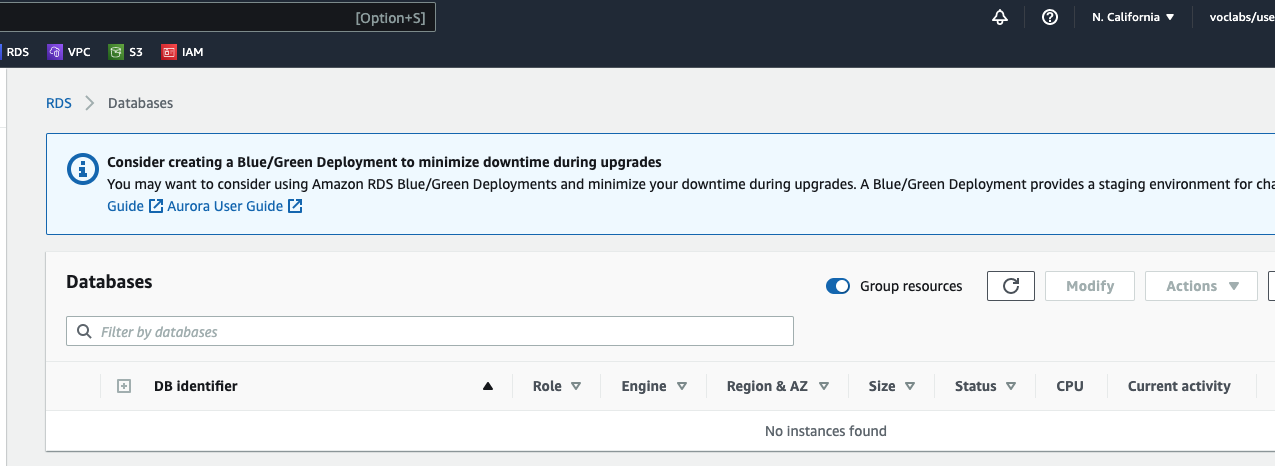 [Option+S]
N. California
voclabs/use
RDS VPC S3 IAM
RDS Databases
Consider creating a Blue/Green Deployment to minimize downtime during upgrades
You may want to consider using Amazon RDS Blue/Green Deployments and minimize your downtime during upgrades. A Blue/Green Deployment provides a staging environment for cha
Guide Aurora User Guide
Databases
Group resources Modify Actions
Filter by databases
DB identifier Role Engine Region & AZ Size Status CPU Current activity
No instances found